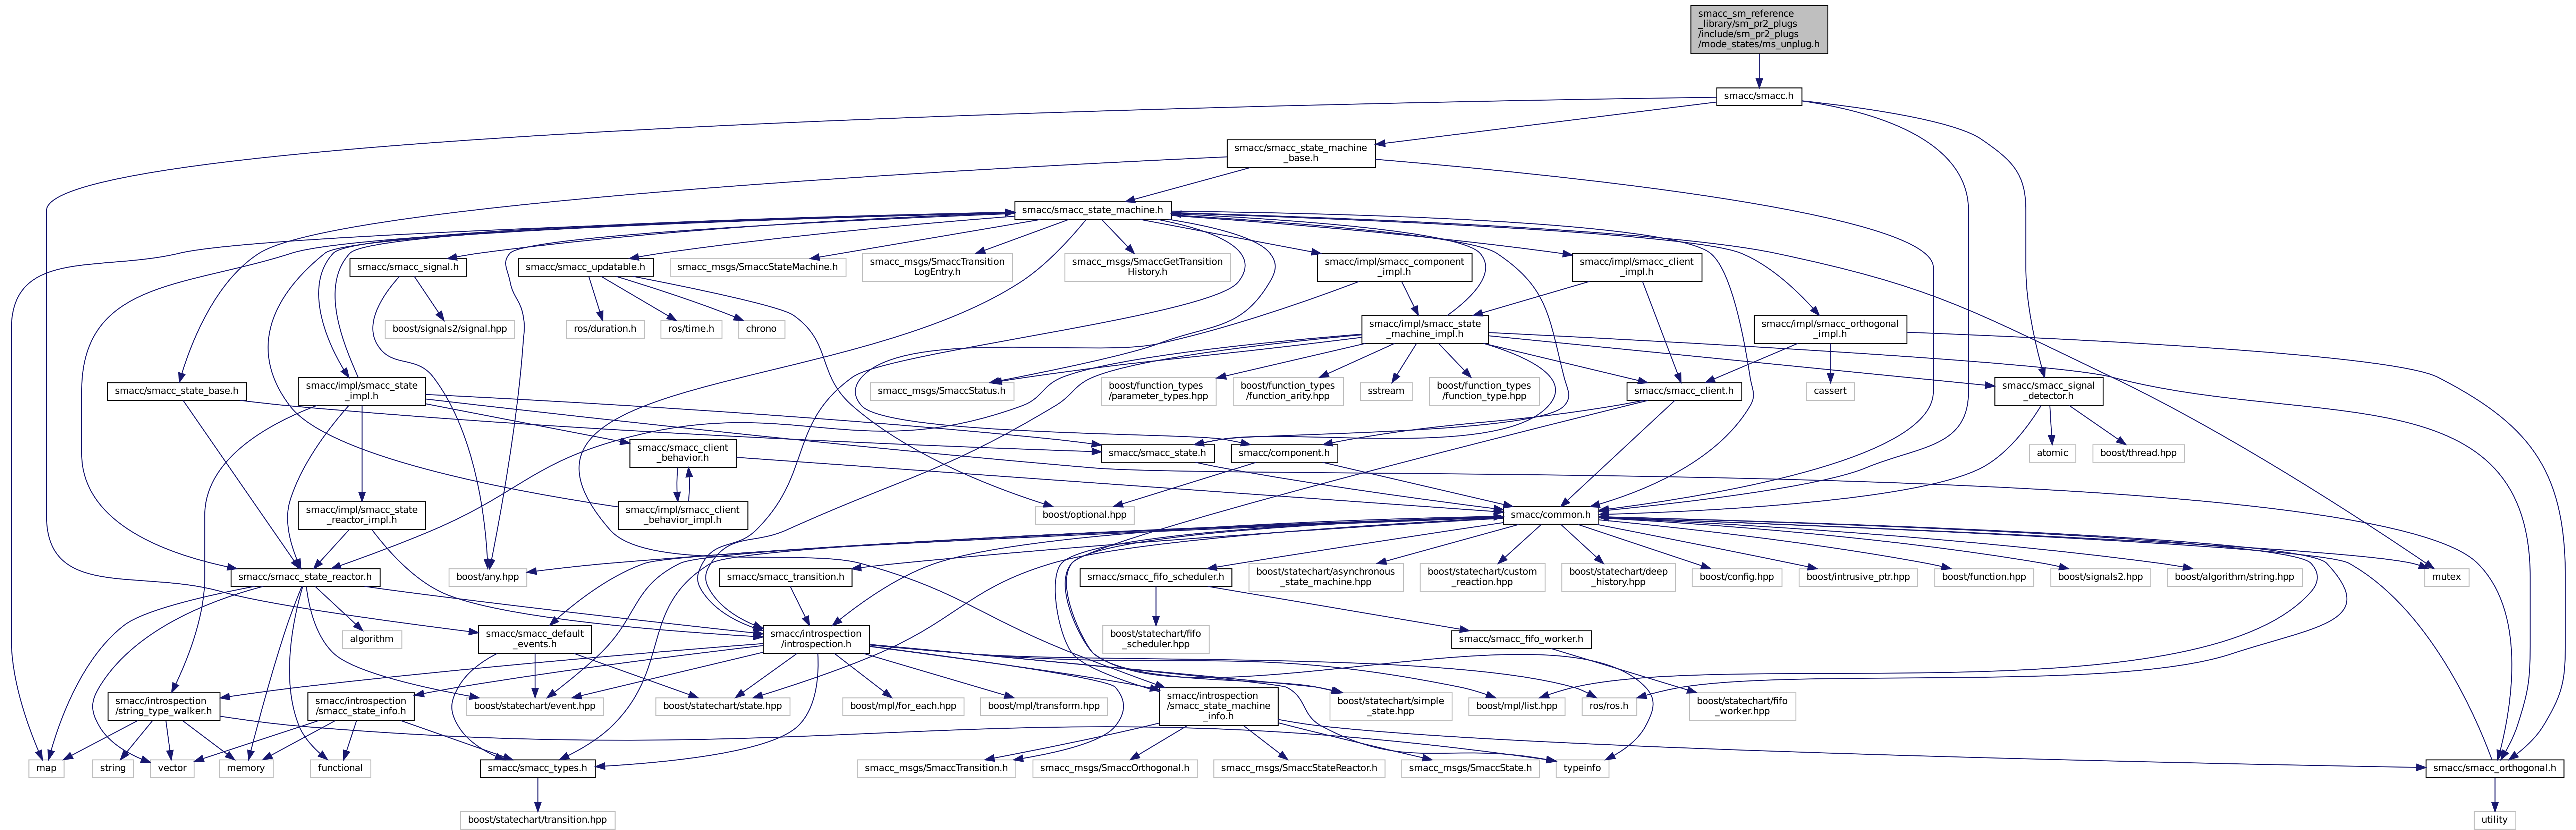 smacc_sm_reference
_library/sm_pr2_plugs
/include/sm_pr2_plugs
/mode_states/ms_unplug.h
smacc/smacc.h
smacc/smacc_state_machine
_base.h
smacc/smacc_state_machine.h
smacc/smacc_signal.h
smacc/smacc_updatable.h
smacc_msgs/SmaccStateMachine.h
smacc_msgs/SmaccTransition
LogEntry.h
smacc_msgs/SmaccGetTransition
History.h
smacc/impl/smacc_component
_impl.h
smacc/impl/smacc_client
_impl.h
boost/signals2/signal.hpp
ros/duration.h
ros/time.h
chrono
smacc/impl/smacc_state
_machine_impl.h
smacc/impl/smacc_orthogonal
_impl.h
smacc/smacc_state_base.h
smacc/impl/smacc_state
_impl.h
smacc_msgs/SmaccStatus.h
boost/function_types
/parameter_types.hpp
boost/function_types
/function_arity.hpp
sstream
boost/function_types
/function_type.hpp
smacc/smacc_client.h
cassert
smacc/smacc_signal
_detector.h
smacc/smacc_client
_behavior.h
smacc/smacc_state.h
smacc/component.h
atomic
boost/thread.hpp
smacc/impl/smacc_state
_reactor_impl.h
smacc/impl/smacc_client
_behavior_impl.h
boost/optional.hpp
smacc/common.h
smacc/smacc_state_reactor.h
boost/any.hpp
smacc/smacc_transition.h
smacc/smacc_fifo_scheduler.h
boost/statechart/asynchronous
_state_machine.hpp
boost/statechart/custom
_reaction.hpp
boost/statechart/deep
_history.hpp
boost/config.hpp
boost/intrusive_ptr.hpp
boost/function.hpp
boost/signals2.hpp
boost/algorithm/string.hpp
mutex
algorithm
smacc/smacc_default
_events.h
smacc/introspection
/introspection.h
boost/statechart/fifo
_scheduler.hpp
smacc/smacc_fifo_worker.h
smacc/introspection
/string_type_walker.h
smacc/introspection
/smacc_state_info.h
boost/statechart/event.hpp
boost/statechart/state.hpp
boost/mpl/for_each.hpp
boost/mpl/transform.hpp
smacc/introspection
/smacc_state_machine
_info.h
boost/statechart/simple
_state.hpp
boost/mpl/list.hpp
ros/ros.h
boost/statechart/fifo
_worker.hpp
map
string
vector
memory
functional
smacc/smacc_types.h
smacc_msgs/SmaccTransition.h
smacc_msgs/SmaccOrthogonal.h
smacc_msgs/SmaccStateReactor.h
smacc_msgs/SmaccState.h
typeinfo
smacc/smacc_orthogonal.h
boost/statechart/transition.hpp
utility